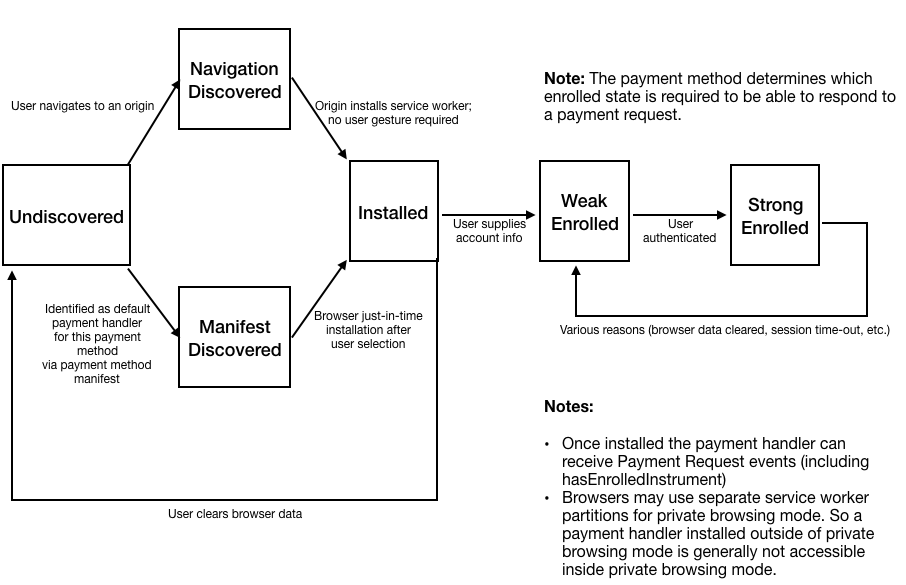 Navigation
Discovered
User navigates to an origin
Origin installs service worker;
no user gesture required
Note: The payment method determines which
enrolled state is required to be able to respond to
a payment request.
Undiscovered
Installed
Weak
Enrolled
Strong
Enrolled
User supplies
account info
User
authenticated
Identified as default
payment handler
for this payment
method
via payment method
manifest
Manifest
Discovered
Browser just-in-time
installation after
user selection
Various reasons (browser data cleared, session time-out, etc.)
User clears browser data
Notes:
• Once installed the payment handler can
receive Payment Request events (including
hasEnrolledInstrument)
• Browsers may use separate service worker
partitions for private browsing mode. So a
payment handler installed outside of private
browsing mode is generally not accessible
inside private browsing mode.